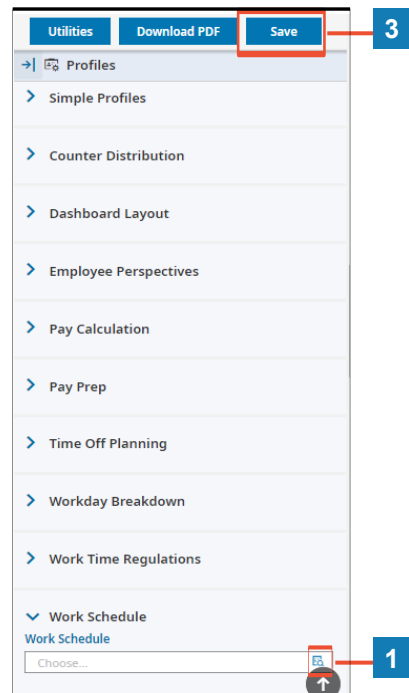 Utilities Download PDF Save 3
Profiles
Simple Profiles
Counter Distribution
Dashboard Layout
Employee Perspectives
Pay Calculation
Pay Prep
Time Off Planning
Workday Breakdown
Work Time Regulations
Work Schedule
Work Schedule
Choose... 1